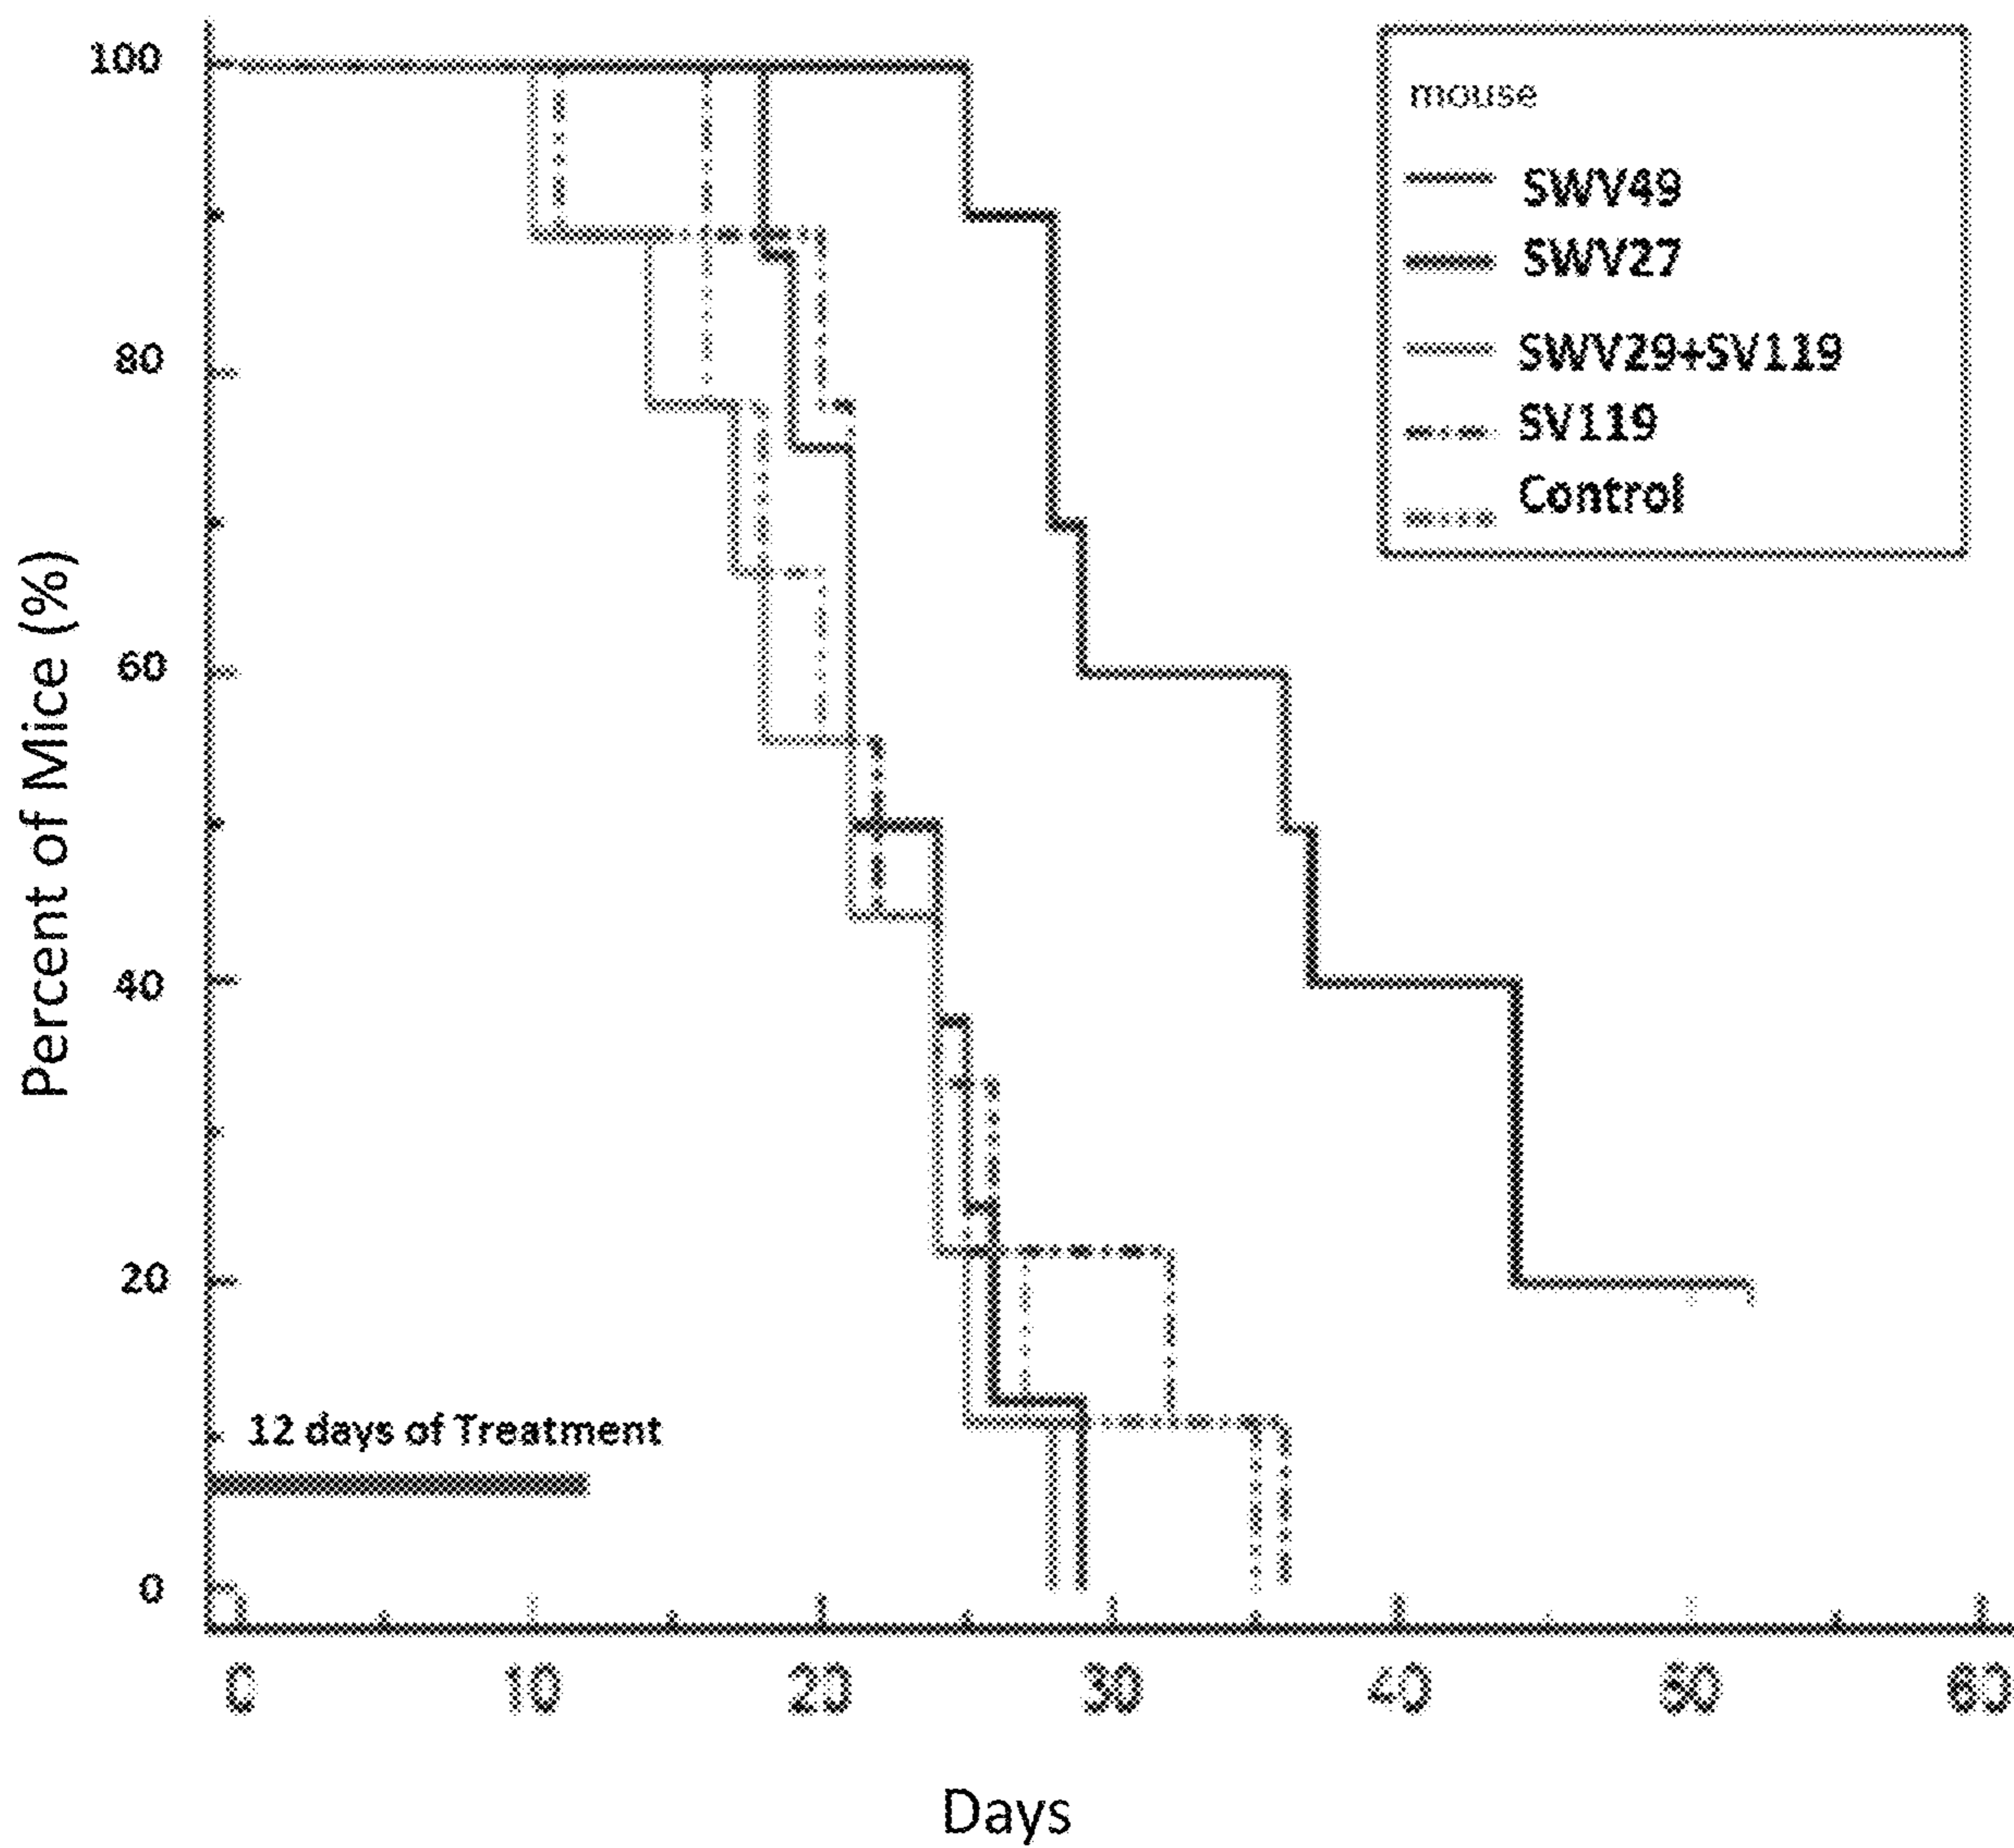 100
80
60
40
20
0
Percent of Mice (%)
mouse
SWV49
SWV27
SWV29+SV119
SV119
Control
12 days of Treatment
0 10 20 30 40 50 60
Days